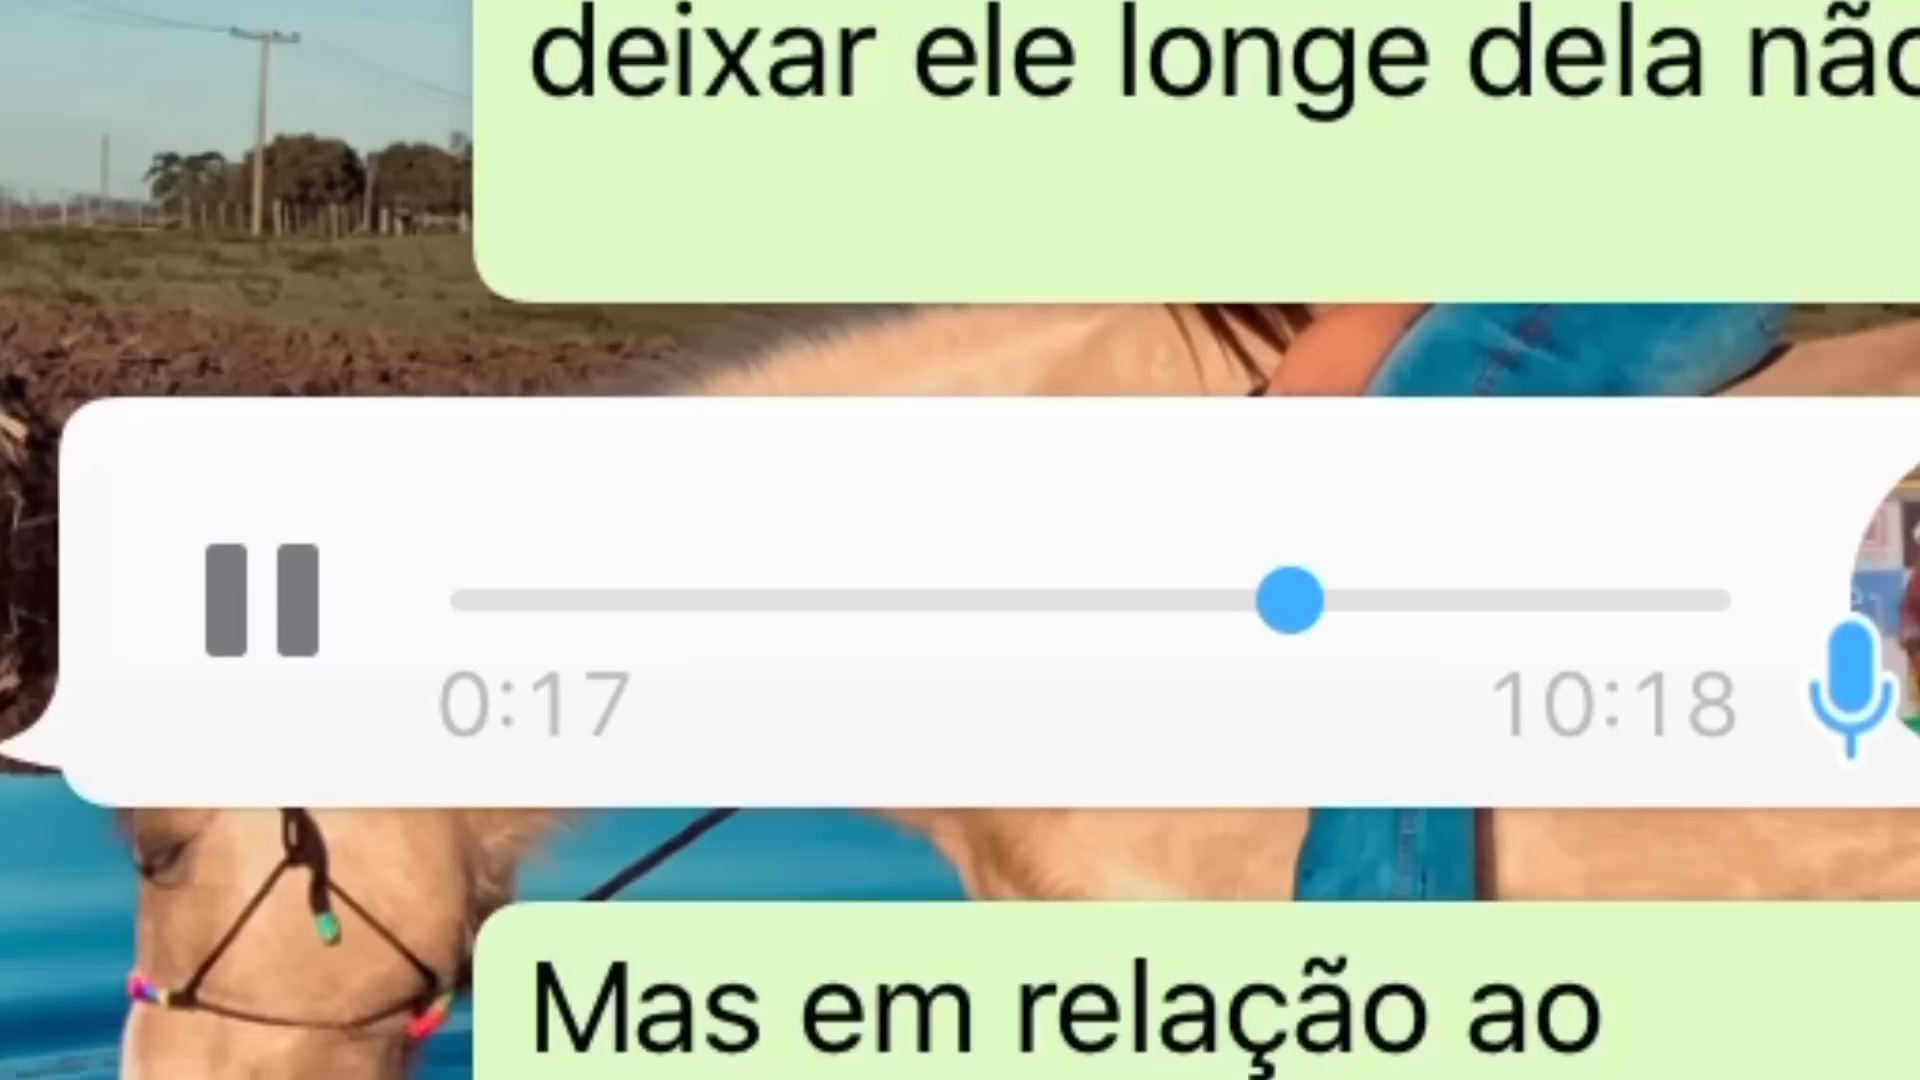 deixar ele longe dela não
0:17
10:18
Mas em relação ao